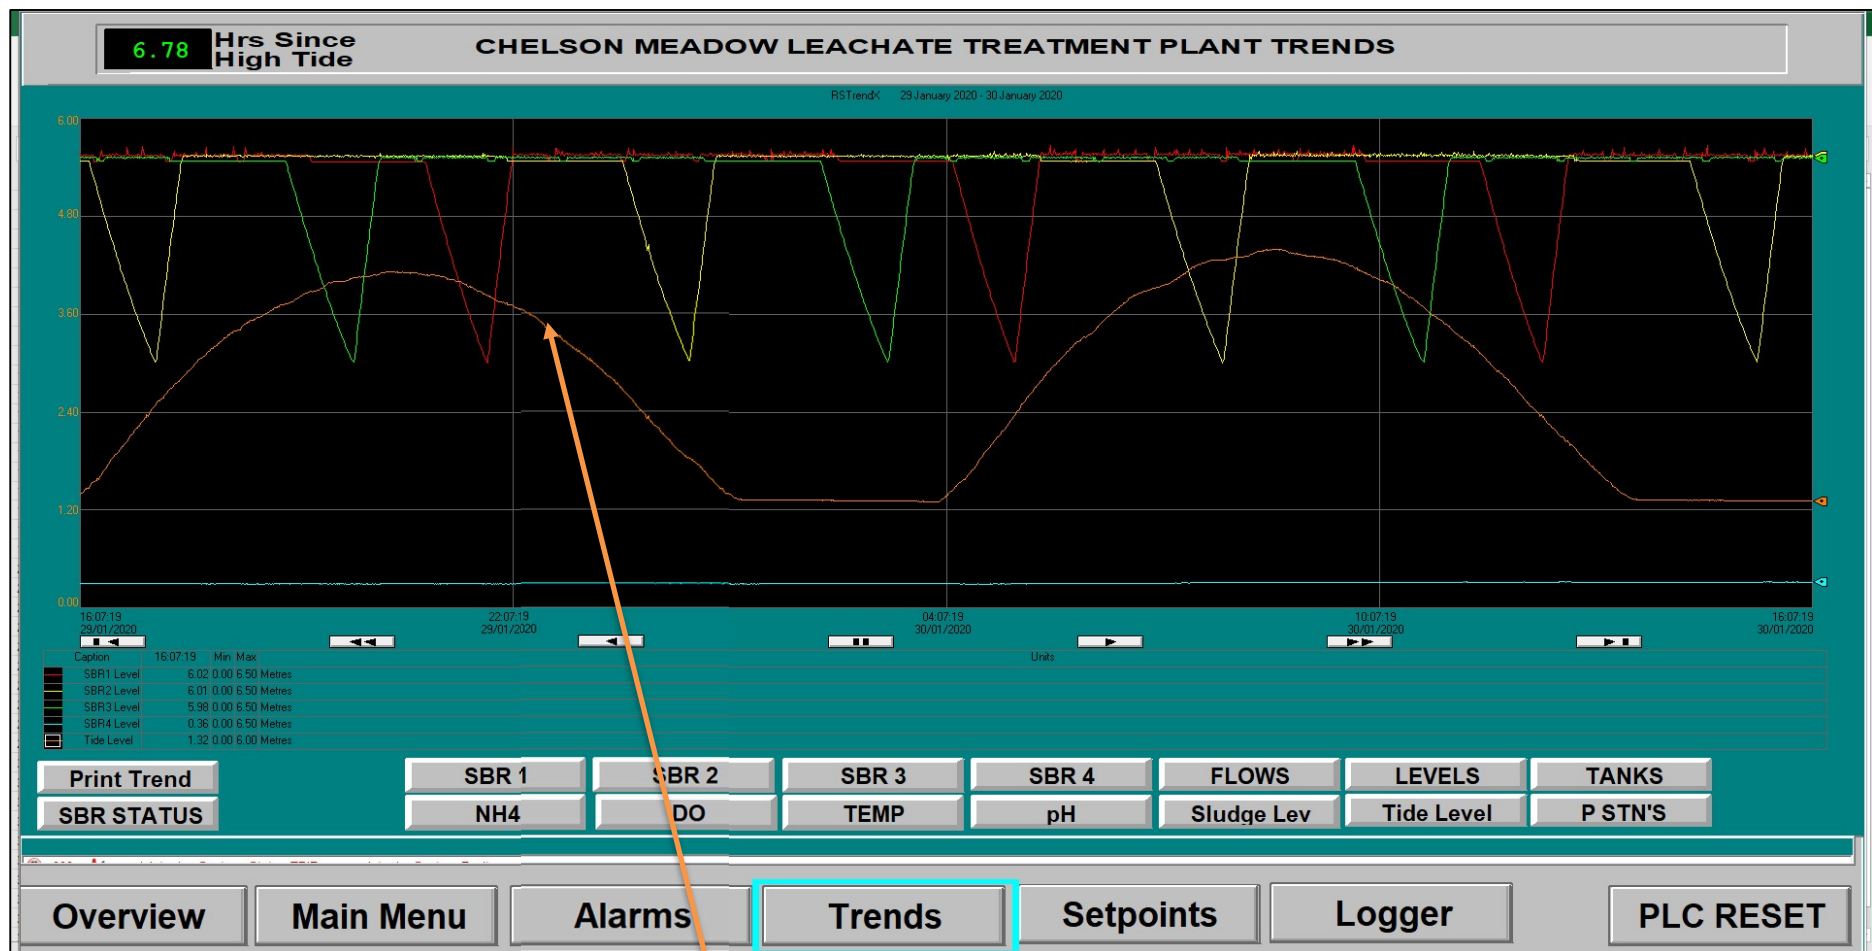 6.78 Hrs Since
High Tide
CHELSON MEADOW LEACHATE TREATMENT PLANT TRENDS
RSTrendX 29 January 2020 - 30 January 2020
6.00
4.80
3.60
2.40
1.20
0.00
16:07:19 22:07:19 04:07:19 10:07:19 16:07:19
29/01/2020 29/01/2020 30/01/2020 30/01/2020 30/01/2020
Caption 16:07:19 Min Max Units
SBR1 Level 6.02 0.00 6.50 Metres
SBR2 Level 6.01 0.00 6.50 Metres
SBR3 Level 5.98 0.00 6.50 Metres
SBR4 Level 0.36 0.00 6.50 Metres
Tide Level 1.32 0.00 6.00 Metres
Print Trend SBR 1 SBR 2 SBR 3 SBR 4 FLOWS LEVELS TANKS
SBR STATUS NH4 DO TEMP pH Sludge Lev Tide Level P STN'S
Overview Main Menu Alarms Trends Setpoints Logger PLC RESET